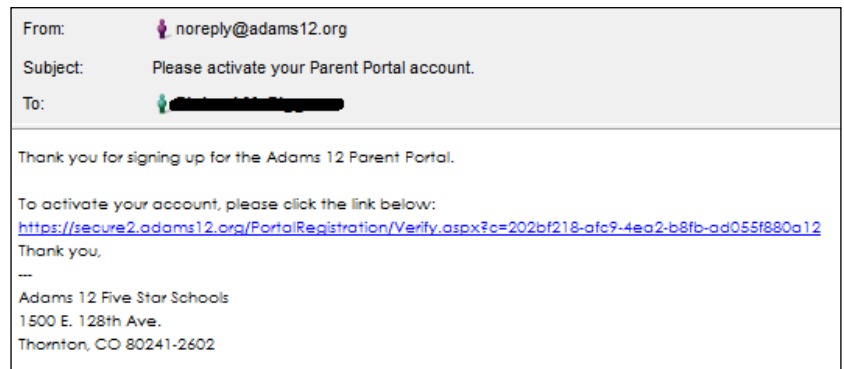 From: noreply@adams12.org
Subject: Please activate your Parent Portal account.
To:
Thank you for signing up for the Adams 12 Parent Portal.
To activate your account, please click the link below:
https://secure2.adams12.org/PortalRegistration/Verify.aspx?c=202bf218-afc9-4ea2-b8fb-ad055f880a12
Thank you,
---
Adams 12 Five Star Schools
1500 E. 128th Ave.
Thornton, CO 80241-2602